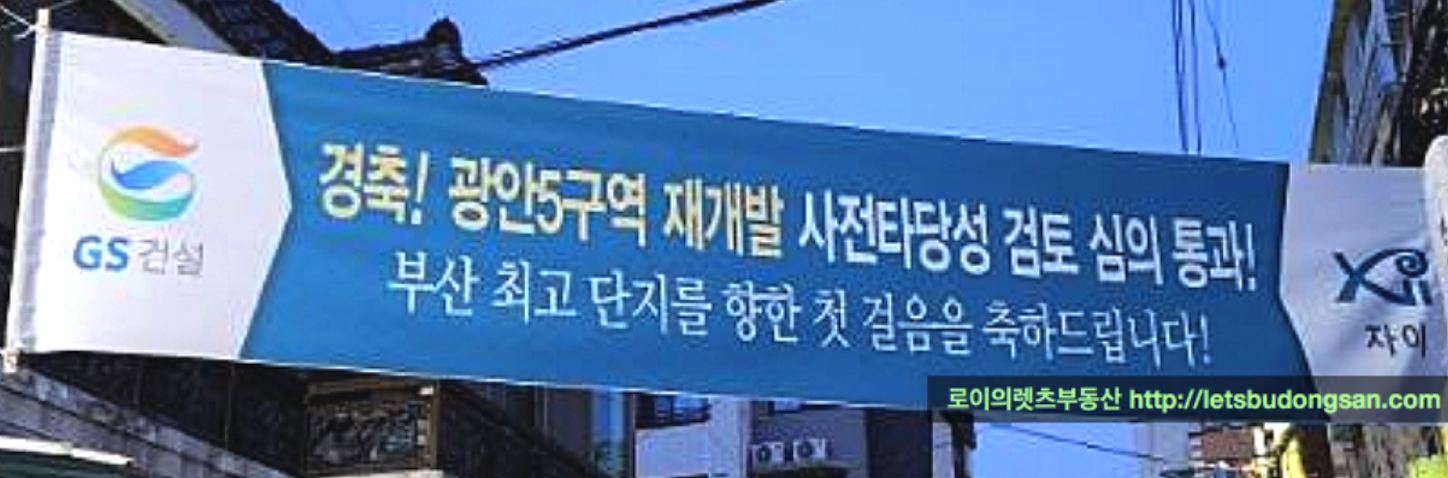 GS건설
경축! 광안5구역 재개발 사전타당성 검토 심의 통과!
부산 최고 단지를 향한 첫 걸음을 축하드립니다!
Xi
자이
로이의렛츠부동산 http://letsbudongsan.com